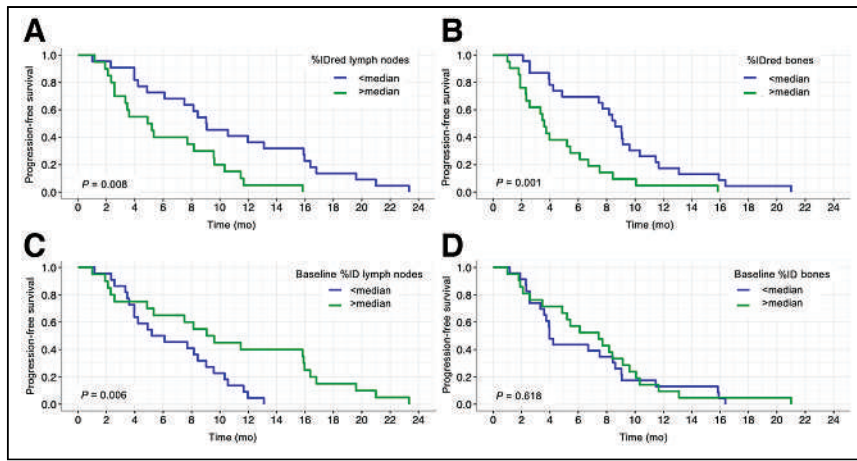 A
%IDred lymph nodes
<median
>median
Progression-free survival
1.0
0.8
0.6
0.4
0.2
0.0
P = 0.008
0 2 4 6 8 10 12 14 16 18 20 22 24
Time (mo)
B
%IDred bones
<median
>median
Progression-free survival
1.0
0.8
0.6
0.4
0.2
0.0
P = 0.001
0 2 4 6 8 10 12 14 16 18 20 22 24
Time (mo)
C
Baseline %ID lymph nodes
<median
>median
Progression-free survival
1.0
0.8
0.6
0.4
0.2
0.0
P = 0.006
0 2 4 6 8 10 12 14 16 18 20 22 24
Time (mo)
D
Baseline %ID bones
<median
>median
Progression-free survival
1.0
0.8
0.6
0.4
0.2
0.0
P = 0.618
0 2 4 6 8 10 12 14 16 18 20 22 24
Time (mo)